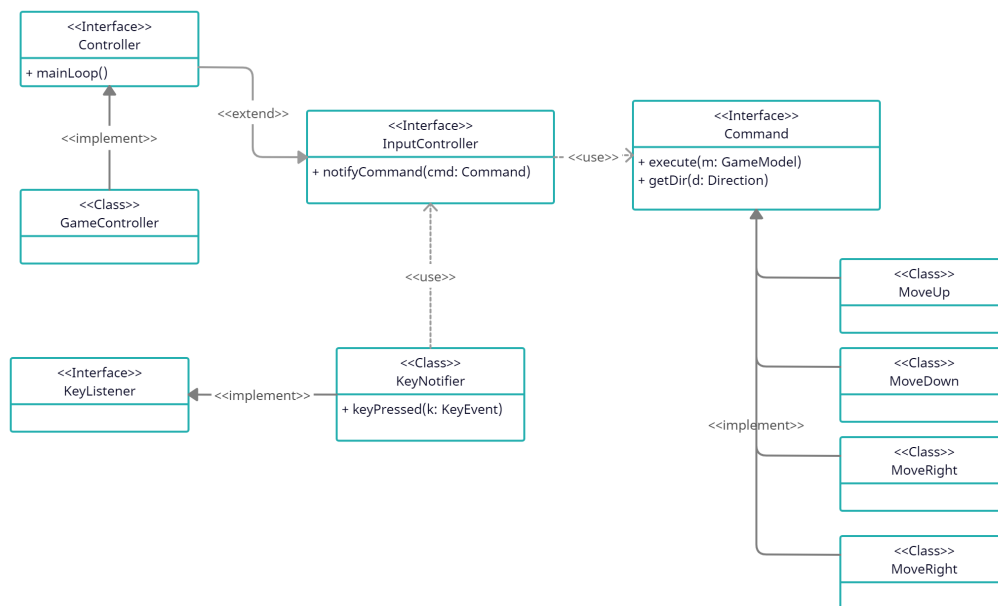 <<Interface>>
Controller
+ mainLoop()
<<extend>>
<<implement>>
<<Class>>
GameController
<<Interface>>
InputController
+ notifyCommand(cmd: Command)
<<use>>
<<Interface>>
Command
+ execute(m: GameModel)
+ getDir(d: Direction)
<<use>>
<<Interface>>
KeyListener
<<implement>>
<<Class>>
KeyNotifier
+ keyPressed(k: KeyEvent)
<<Class>>
MoveUp
<<Class>>
MoveDown
<<implement>>
<<Class>>
MoveRight
<<Class>>
MoveRight